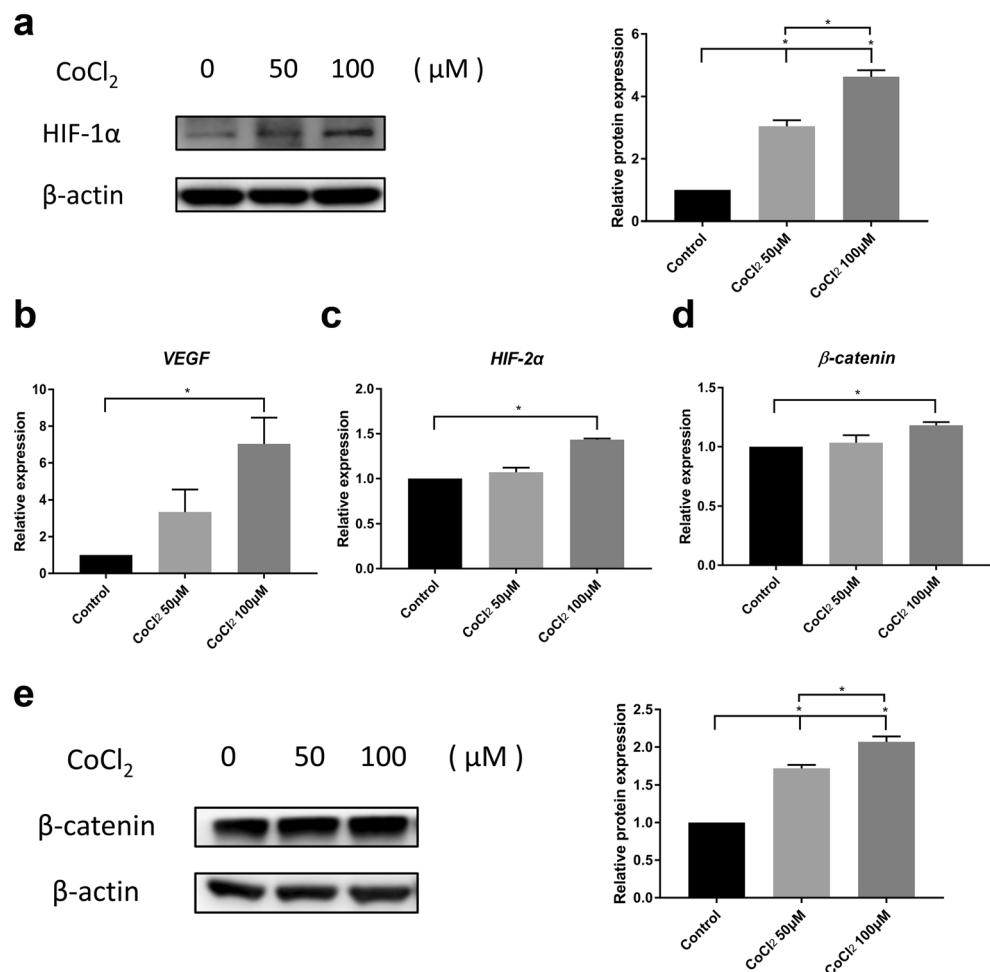 a
CoCl2 0 50 100 ( μM )
HIF-1α
β-actin
Relative protein expression
6
4
2
0
*
* *
Control
CoCl2 50μM
CoCl2 100μM
b
VEGF
Relative expression
10
8
6
4
2
0
*
Control
CoCl2 50μM
CoCl2 100μM
c
HIF-2α
Relative expression
2.0
1.5
1.0
0.5
0.0
*
Control
CoCl2 50μM
CoCl2 100μM
d
β-catenin
Relative expression
1.5
1.0
0.5
0.0
*
Control
CoCl2 50μM
CoCl2 100μM
e
CoCl2 0 50 100 ( μM )
β-catenin
β-actin
Relative protein expression
2.5
2.0
1.5
1.0
0.5
0.0
*
* *
Control
CoCl2 50μM
CoCl2 100μM